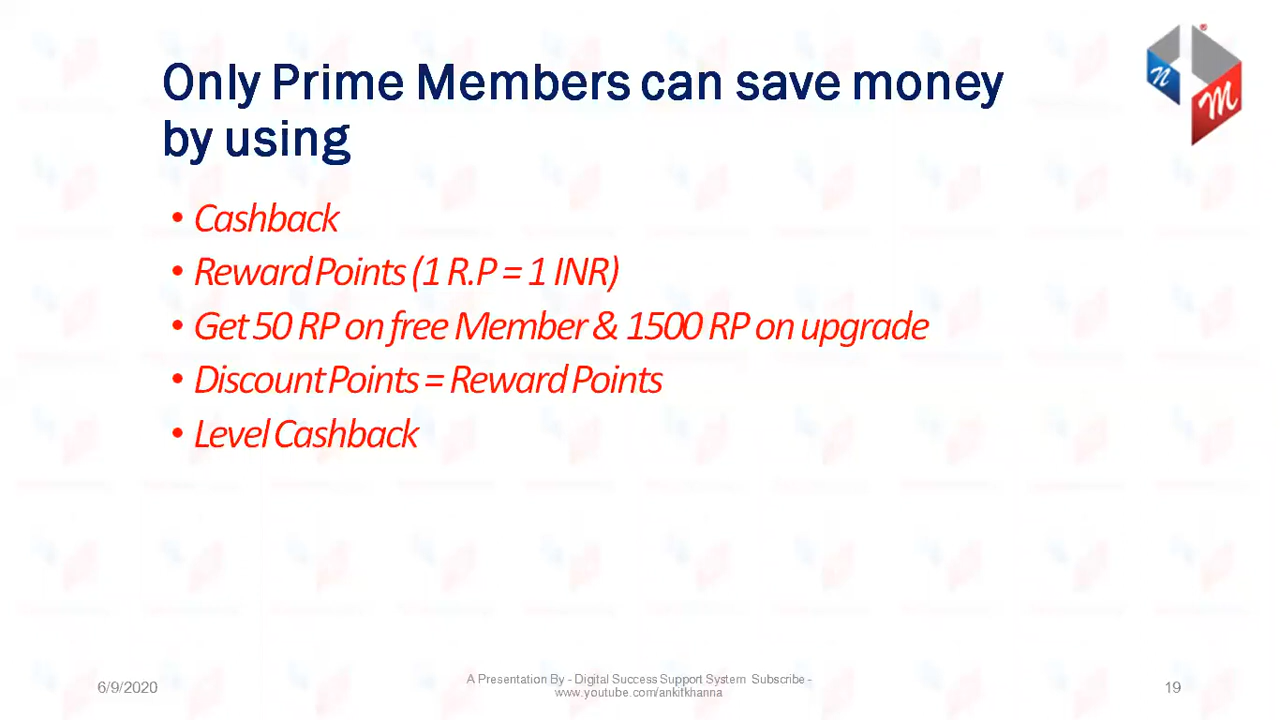 Only Prime Members can save money
by using
• Cashback
• Reward Points (1 R.P = 1 INR)
• Get 50 RP on free Member & 1500 RP on upgrade
• Discount Points = Reward Points
• Level Cashback
n
M
®
6/9/2020
A Presentation By - Digital Success Support System Subscribe -
www.youtube.com/ankitkhanna
19